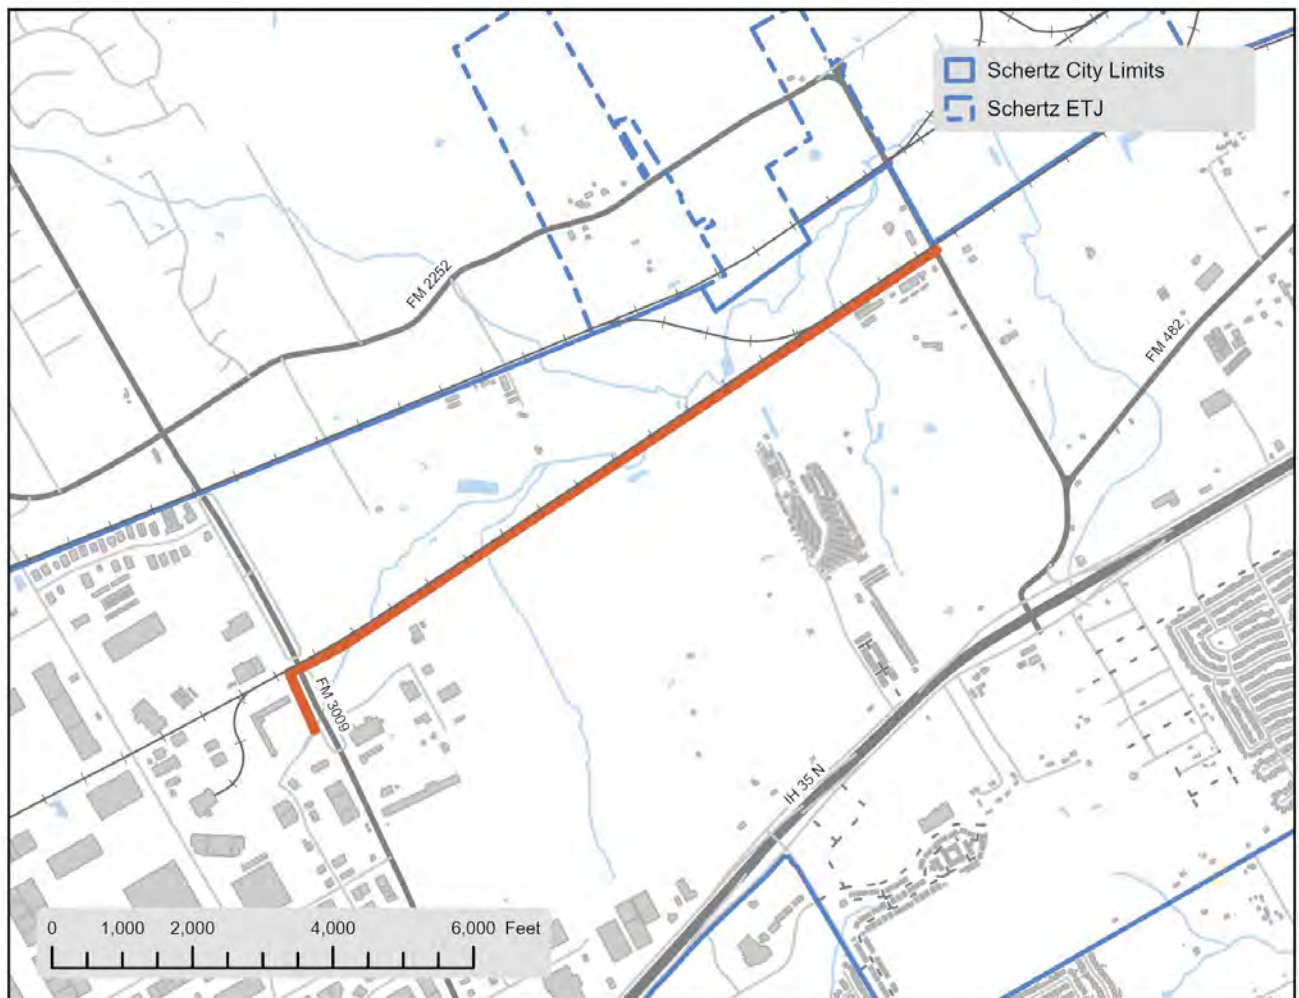 Schertz City Limits
Schertz ETJ
FM 2252
FM 482
FM 3009
IH 35 N
0 1,000 2,000 4,000 6,000 Feet